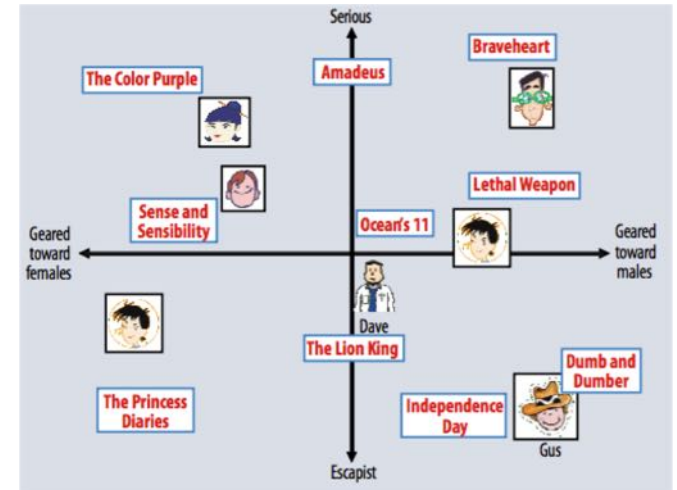 Serious
Braveheart
Amadeus
The Color Purple
Lethal Weapon
Sense and
Sensibility
Ocean's 11
Geared
toward
females
Geared
toward
males
Dave
The Lion King
Dumb and
Dumber
The Princess
Diaries
Independence
Day
Gus
Escapist